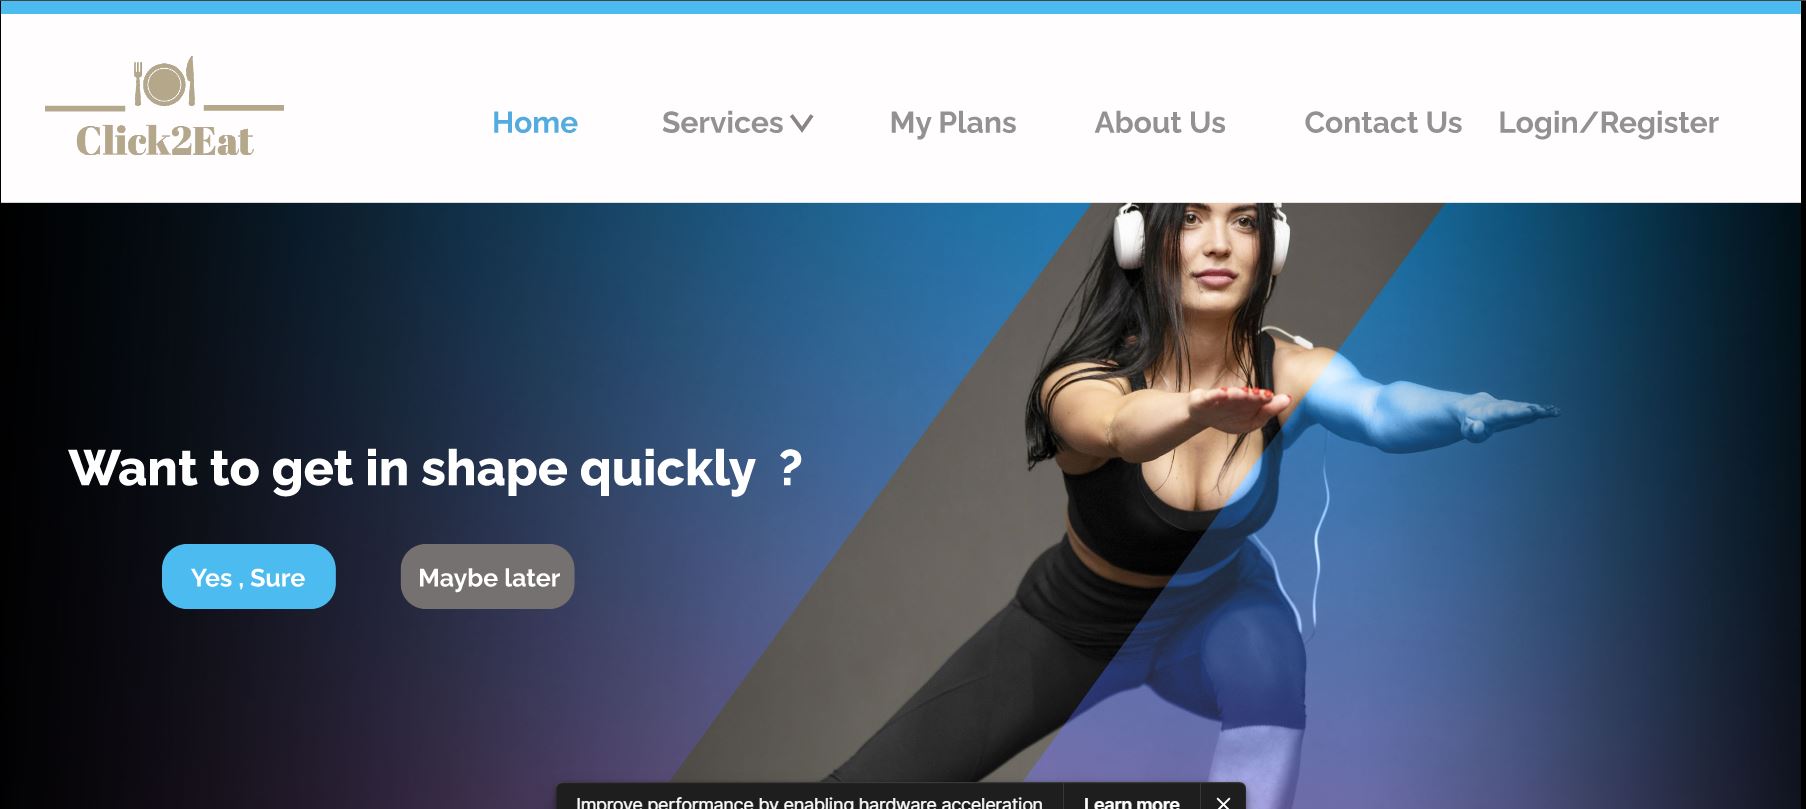 Click2Eat
Home Services My Plans About Us Contact Us Login/Register
Want to get in shape quickly ?
Yes , Sure Maybe later
Improve performance by enabling hardware acceleration Learn more